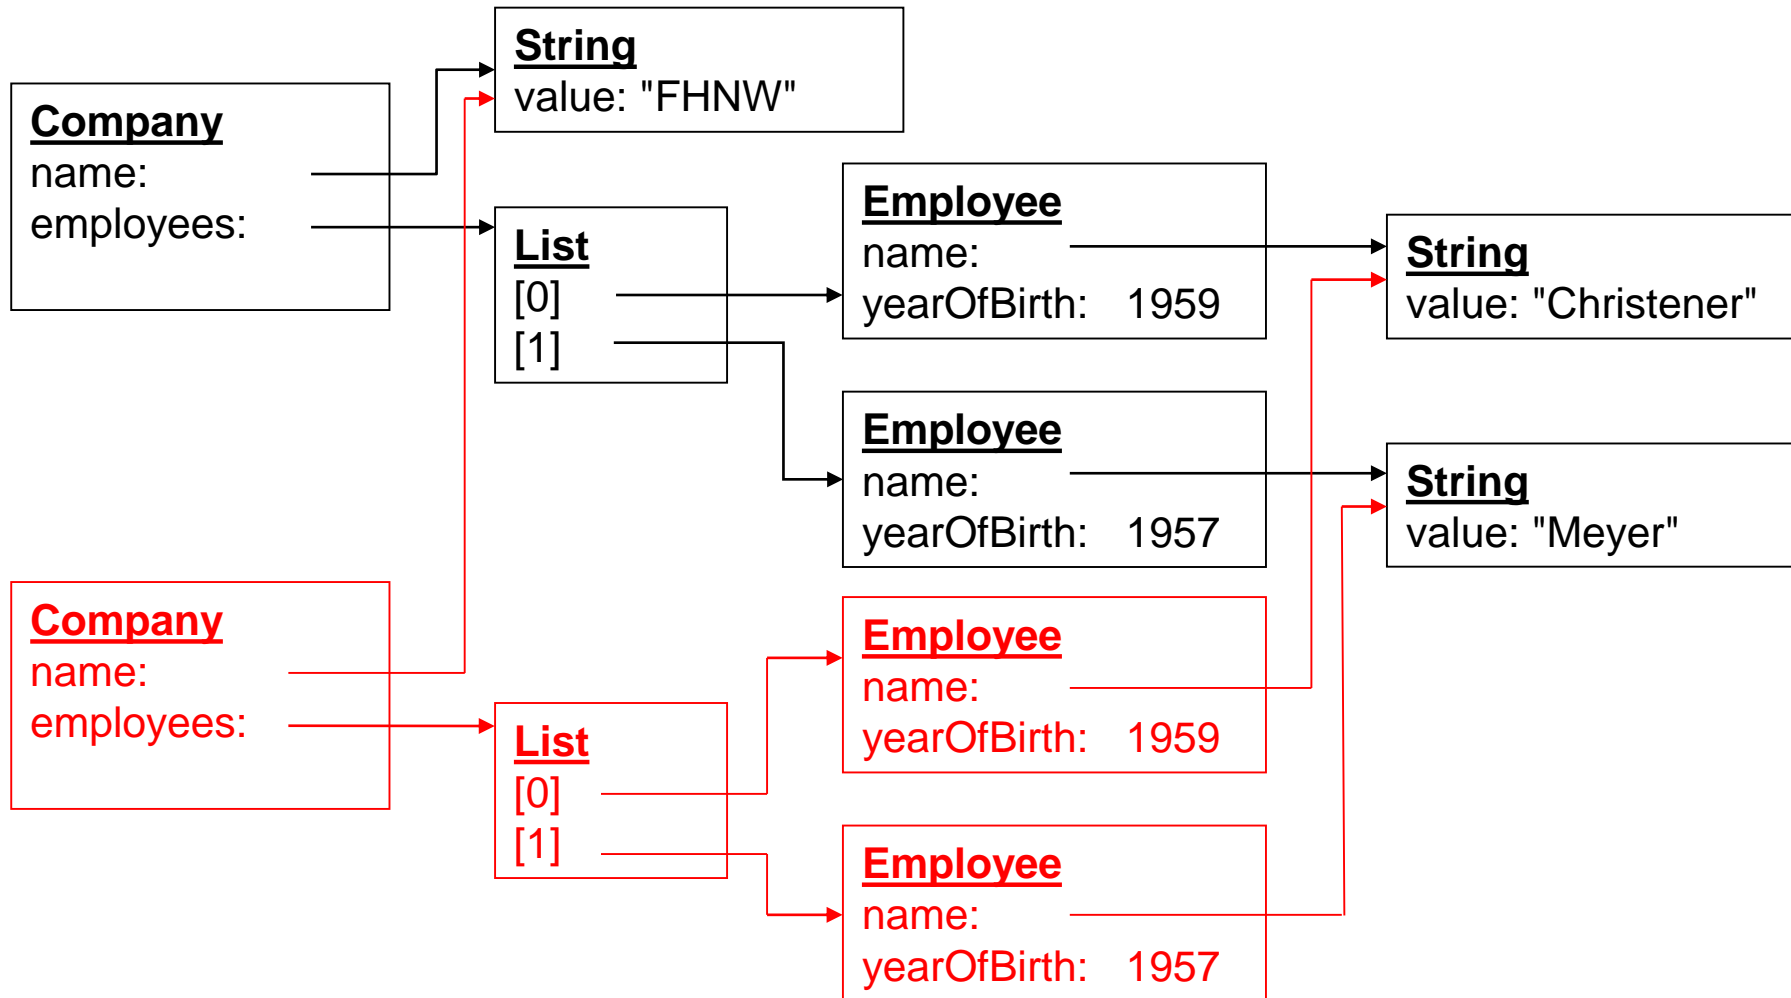 String
value: "FHNW"
Company
name:
employees:
List
[0]
[1]
Employee
name:
yearOfBirth: 1959
String
value: "Christener"
Employee
name:
yearOfBirth: 1957
String
value: "Meyer"
Company
name:
employees:
List
[0]
[1]
Employee
name:
yearOfBirth: 1959
Employee
name:
yearOfBirth: 1957